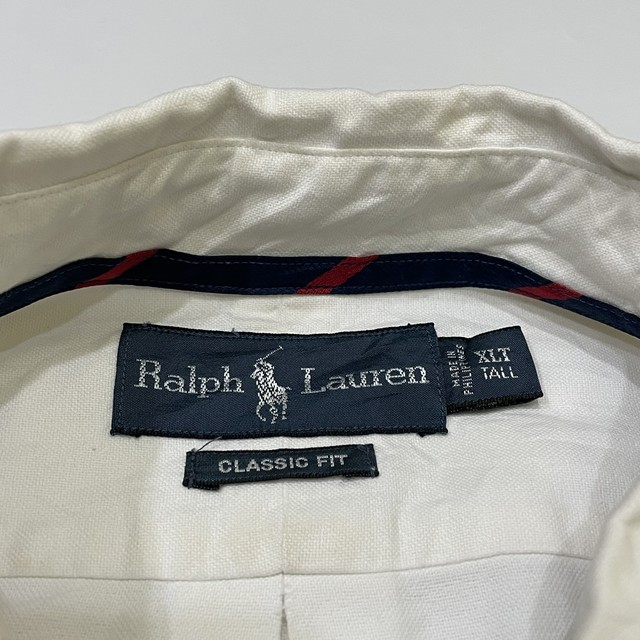 Ralph Lauren
MADE IN
PHILIPPINES
XLT
TALL
CLASSIC FIT